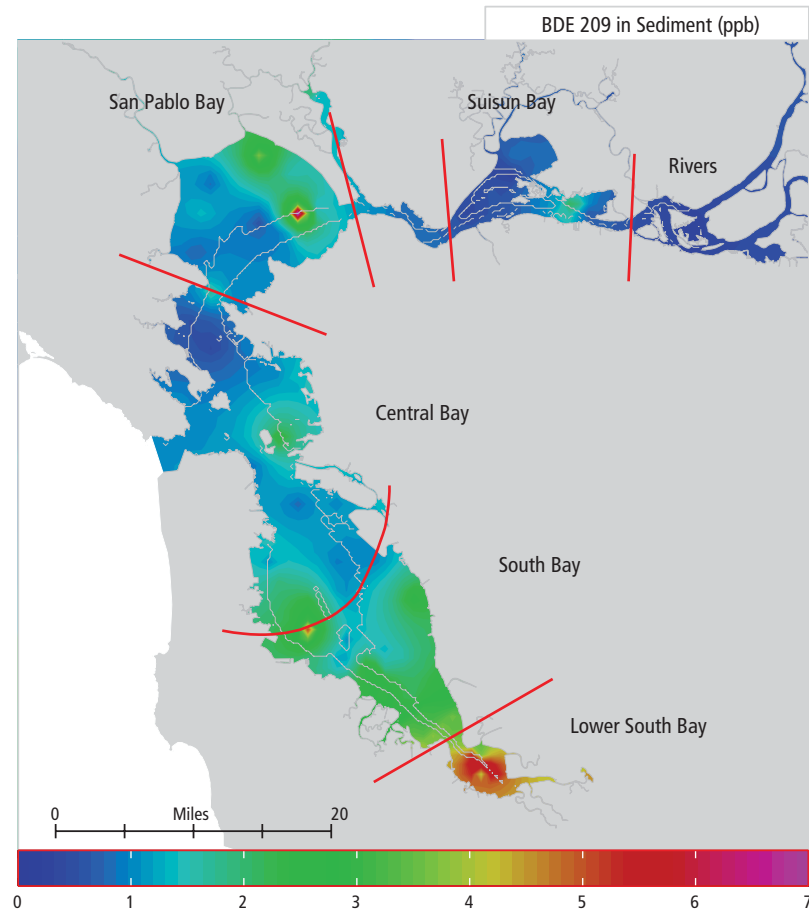 BDE 209 in Sediment (ppb)
San Pablo Bay
Suisun Bay
Rivers
Central Bay
South Bay
Lower South Bay
0 Miles 20
0 1 2 3 4 5 6 7